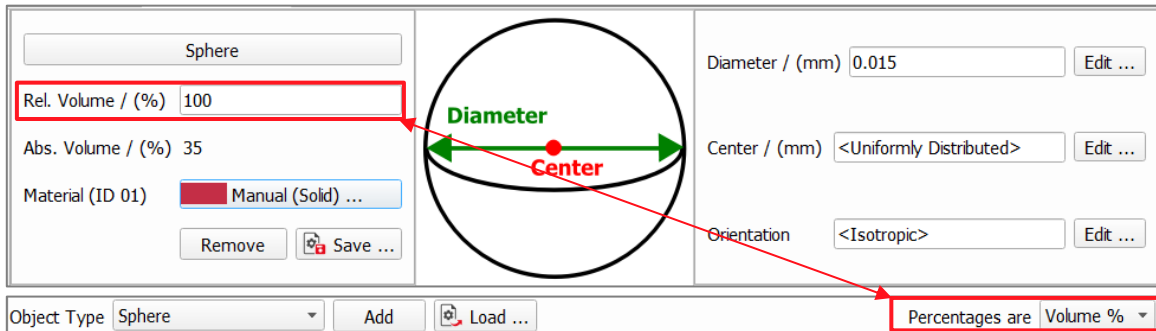 Sphere
Rel. Volume / (%) 100
Abs. Volume / (%) 35
Material (ID 01) Manual (Solid) ...
Remove Save ...
Diameter
Center
Diameter / (mm) 0.015 Edit ...
Center / (mm) <Uniformly Distributed> Edit ...
Orientation <Isotropic> Edit ...
Object Type Sphere Add Load ... Percentages are Volume %